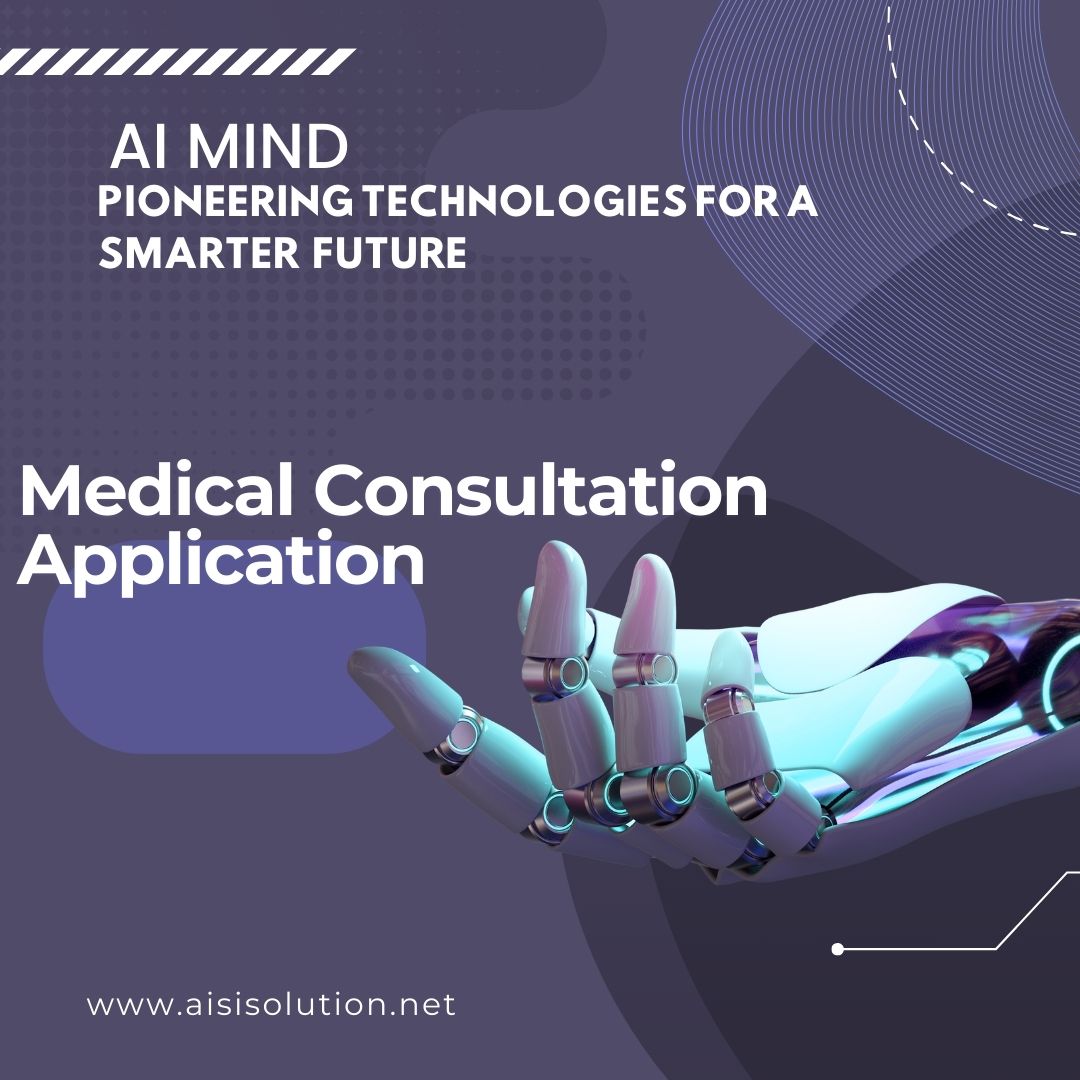 AI MIND
PIONEERING TECHNOLOGIES FOR A
SMARTER FUTURE
Medical Consultation
Application
www.aisisolution.net